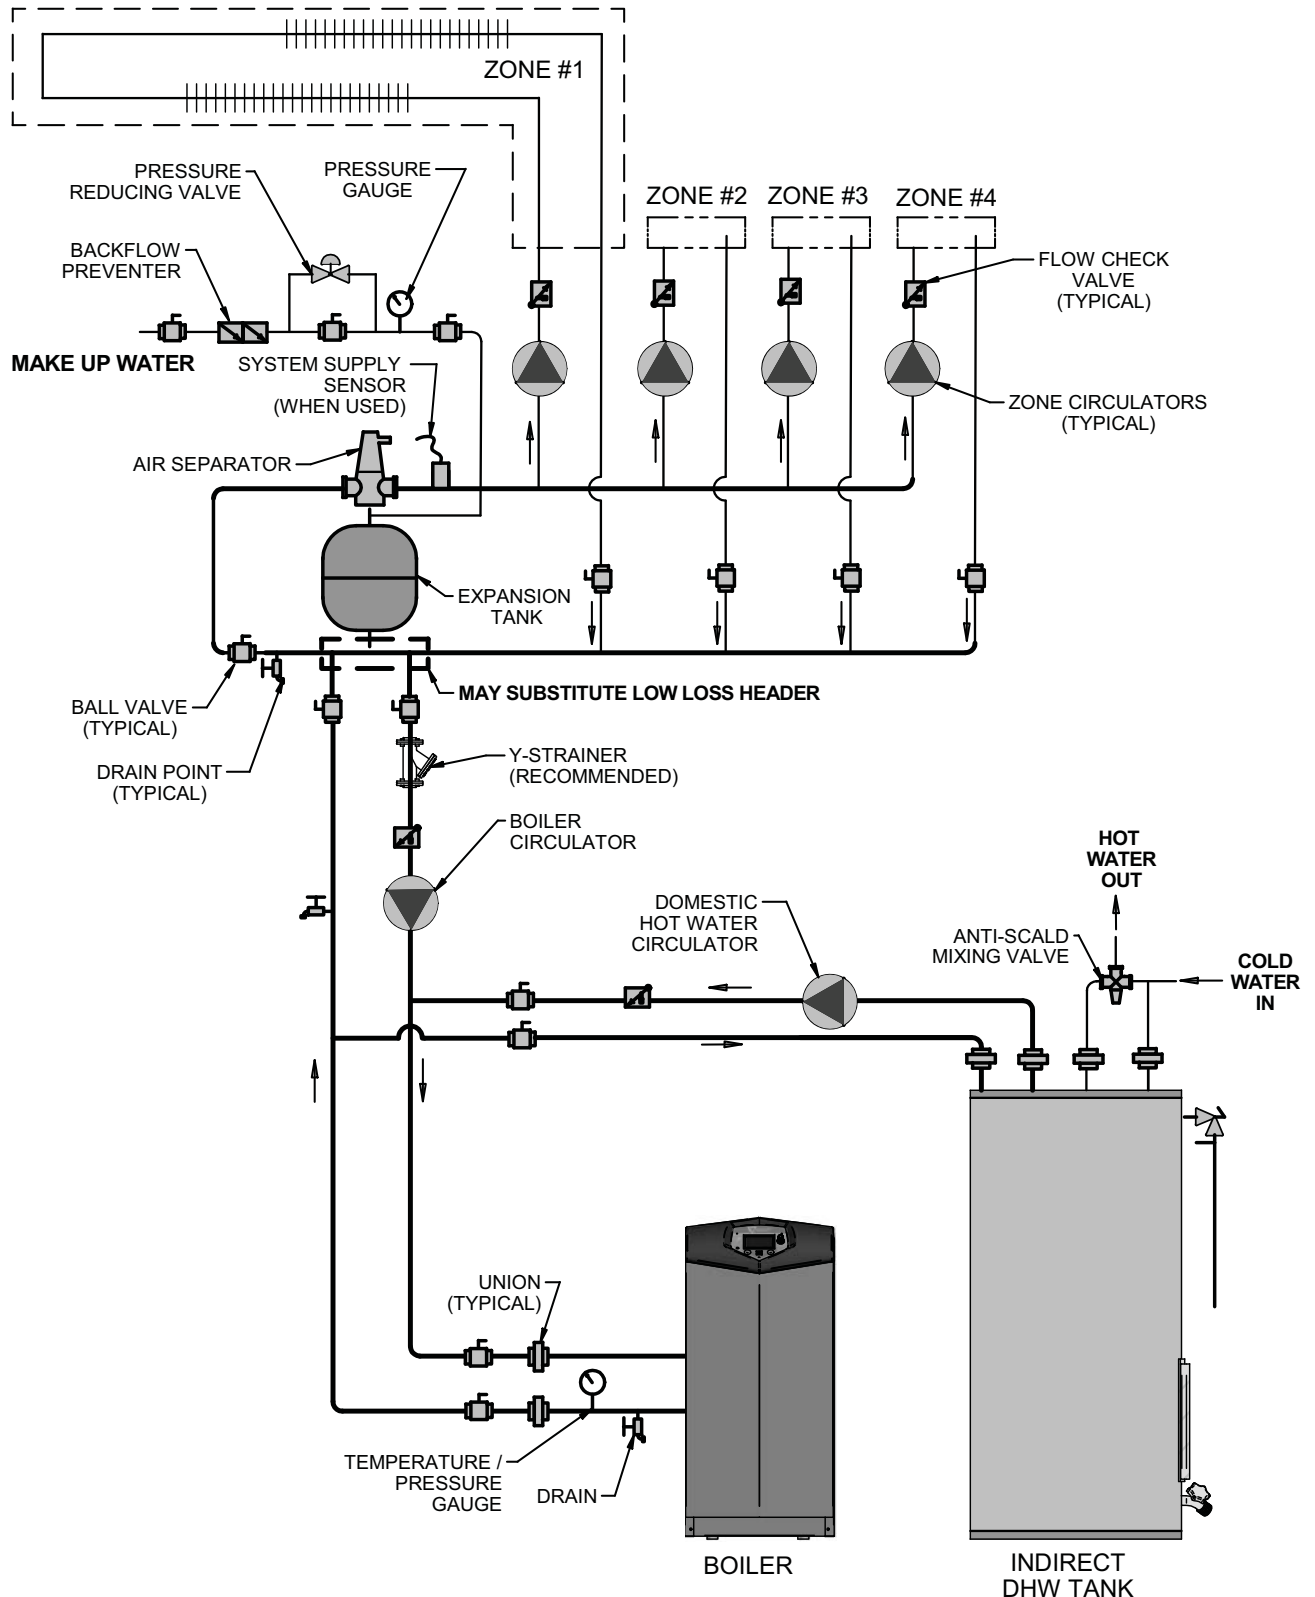 ZONE #1
PRESSURE
REDUCING VALVE
PRESSURE
GAUGE
ZONE #2
ZONE #3
ZONE #4
BACKFLOW
PREVENTER
FLOW CHECK
VALVE
(TYPICAL)
MAKE UP WATER
SYSTEM SUPPLY
SENSOR
(WHEN USED)
ZONE CIRCULATORS
(TYPICAL)
AIR SEPARATOR
EXPANSION
TANK
MAY SUBSTITUTE LOW LOSS HEADER
BALL VALVE
(TYPICAL)
DRAIN POINT
(TYPICAL)
Y-STRAINER
(RECOMMENDED)
BOILER
CIRCULATOR
HOT
WATER
OUT
DOMESTIC
HOT WATER
CIRCULATOR
ANTI-SCALD
MIXING VALVE
COLD
WATER
IN
UNION
(TYPICAL)
TEMPERATURE /
PRESSURE
GAUGE
DRAIN
BOILER
INDIRECT
DHW TANK